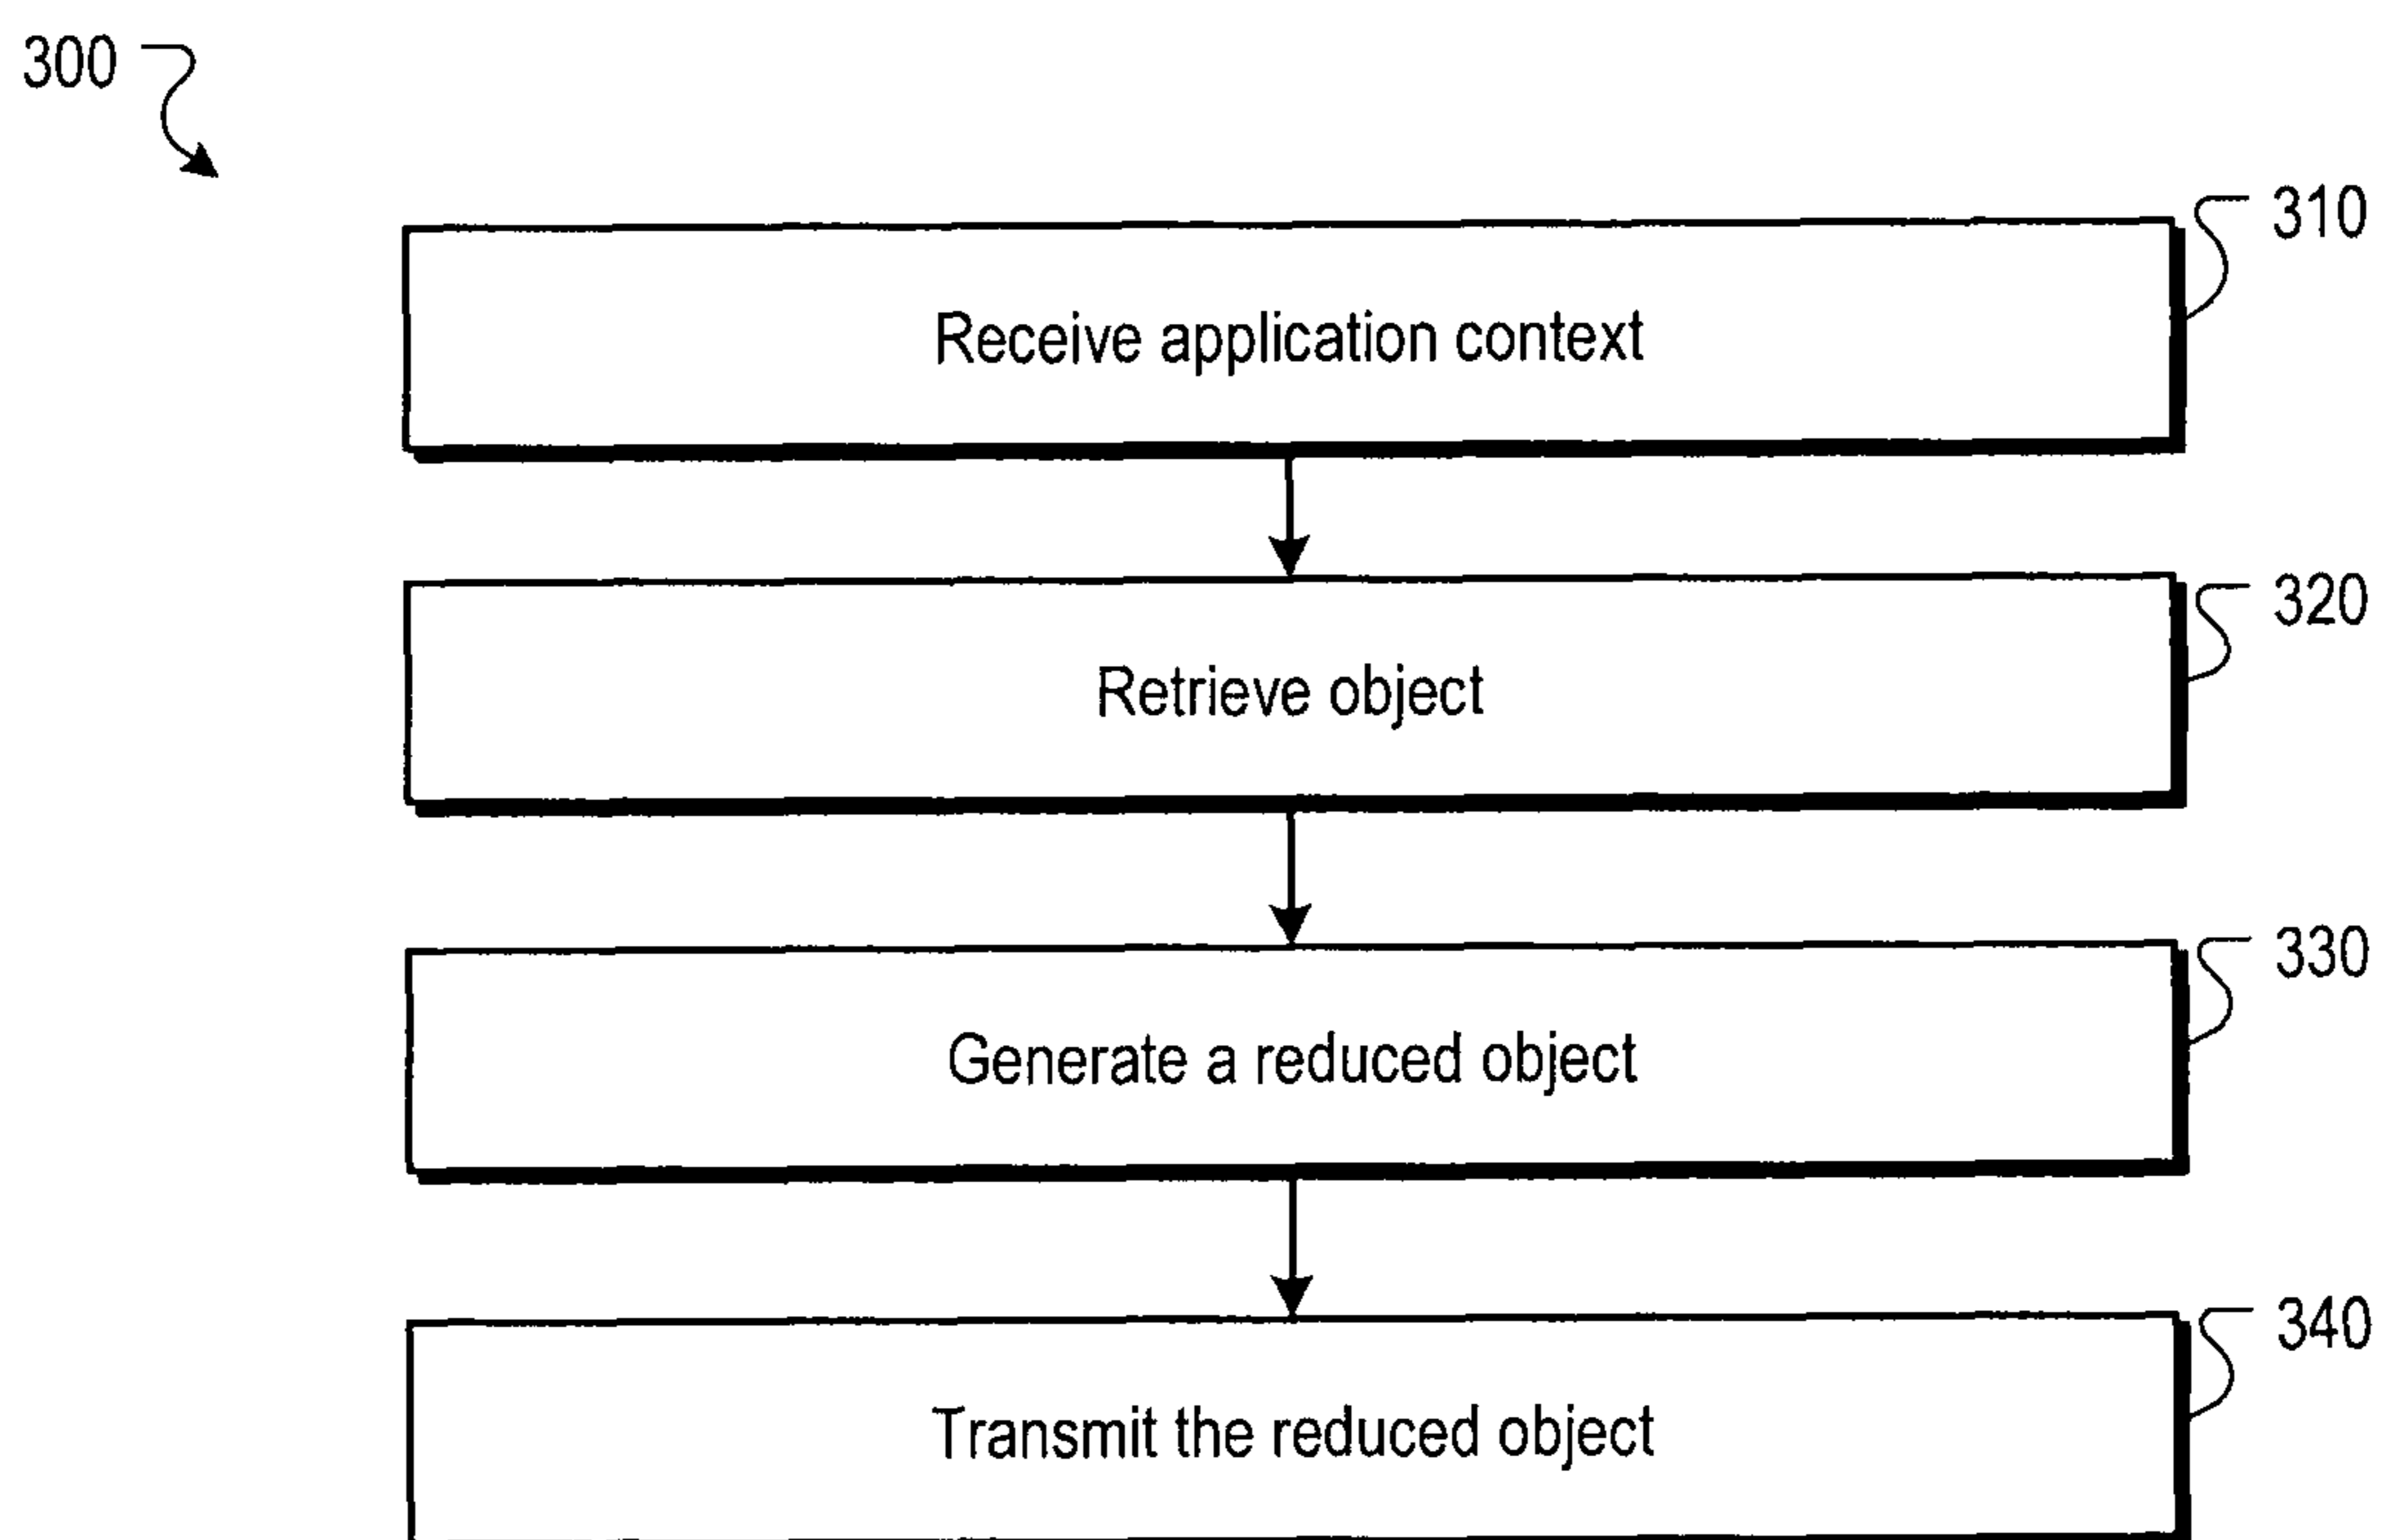 300
310
Receive application context
320
Retrieve object
330
Generate a reduced object
340
Transmit the reduced object